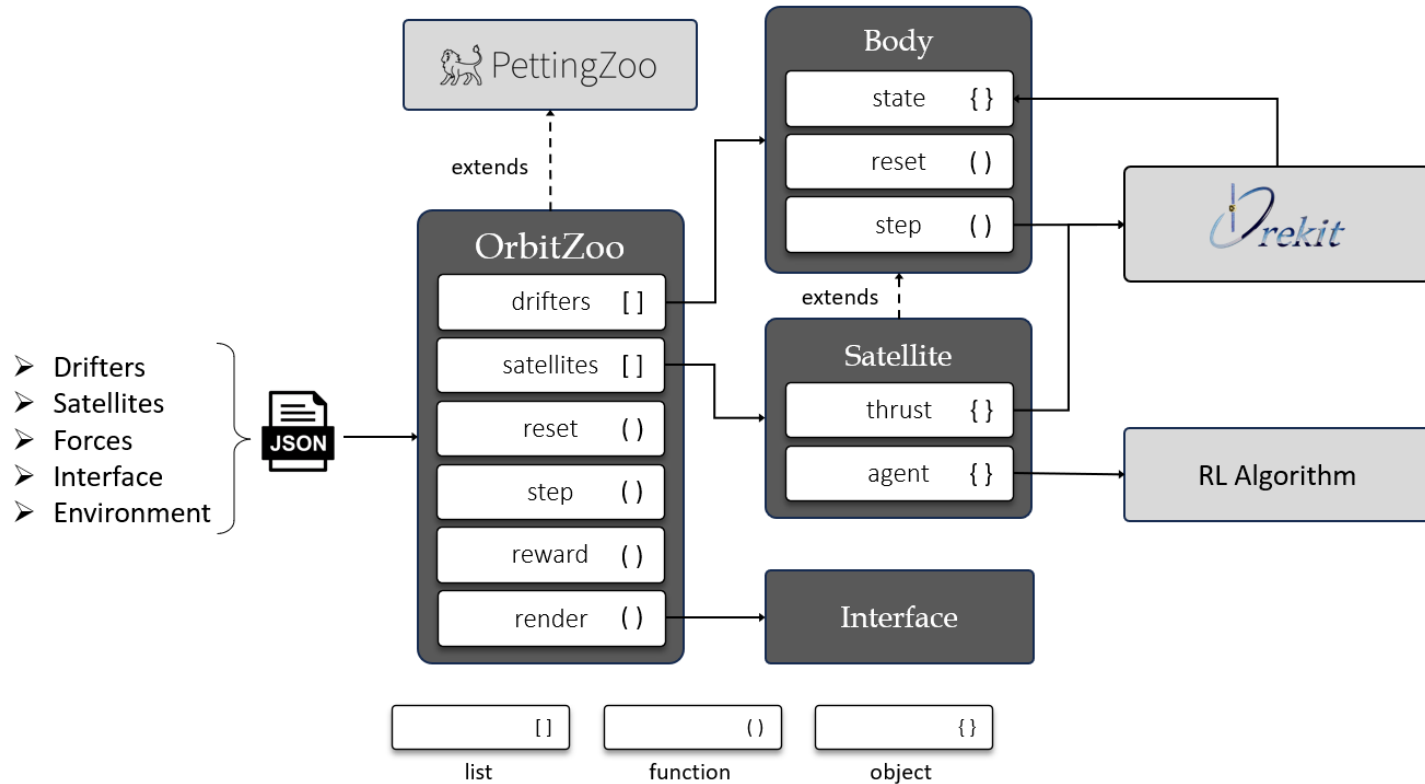 PettingZoo
extends
OrbitZoo
drifters [ ]
satellites [ ]
reset ( )
step ( )
reward ( )
render ( )
Drifters
Satellites
Forces
Interface
Environment
JSON
Body
state { }
reset ( )
step ( )
extends
Satellite
thrust { }
agent { }
Interface
Orekit
RL Algorithm
[ ]
list
( )
function
{ }
object